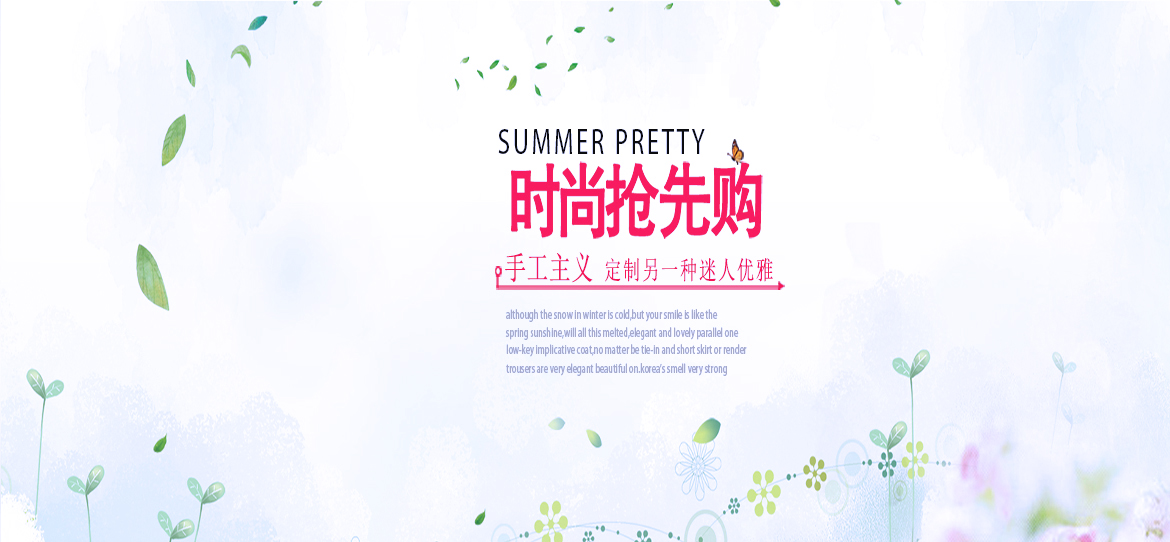 SUMMER PRETTY
时尚抢先购
手工主义 定制另一种迷人优雅
although the snow in winter is cold,but your smile is like the
spring sunshine,will all this melted,elegant and lovely parallel one
low-key implicative coat,no matter be tie-in and short skirt or render
trousers are very elegant beautiful on.korea's smell very strong